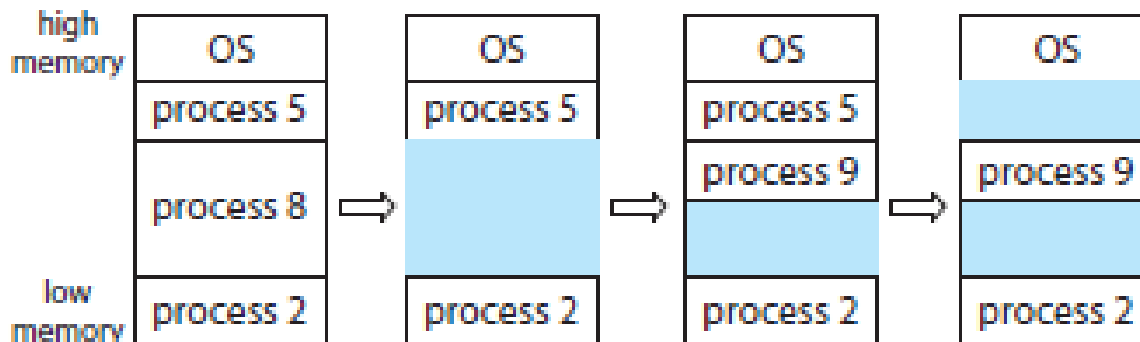 high
memory
OS
process 5
process 8
process 2
low
memory
OS
process 5
process 2
OS
process 5
process 9
process 2
OS
process 9
process 2